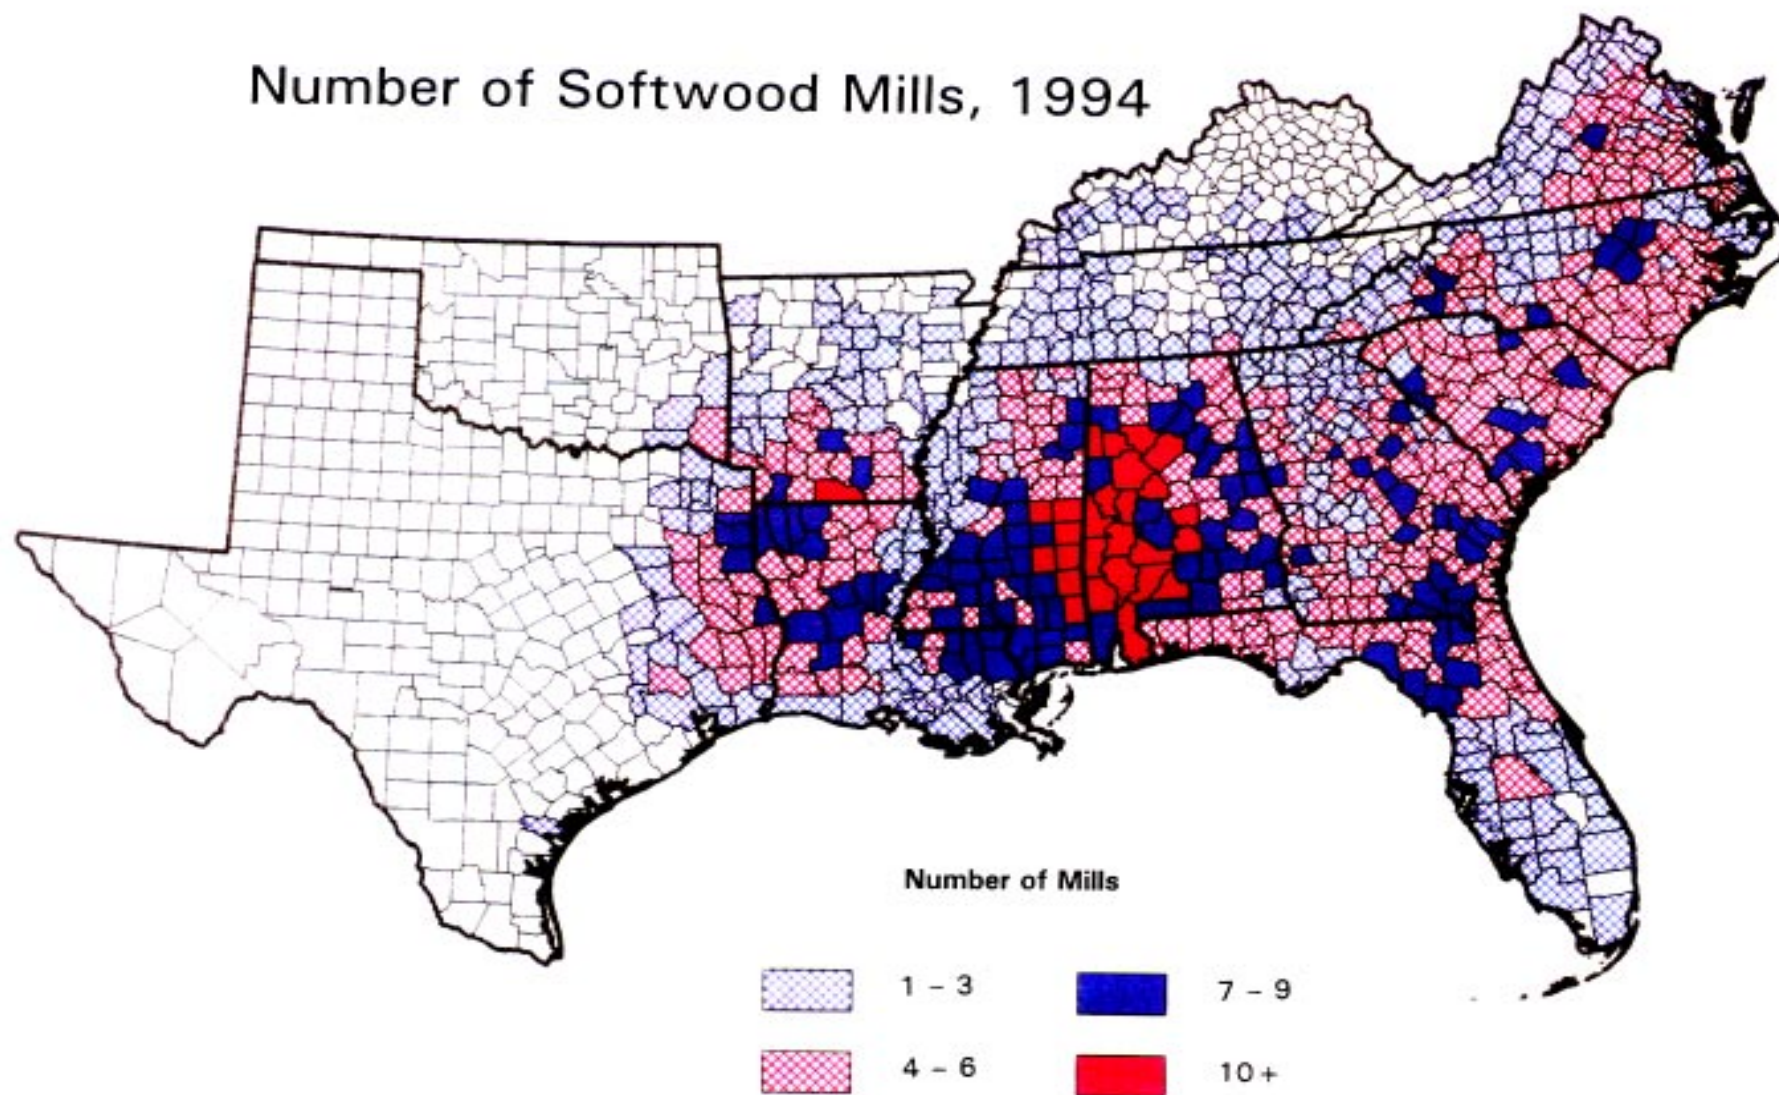 Number of Softwood Mills, 1994
Number of Mills
1 - 3
7 - 9
4 - 6
10+